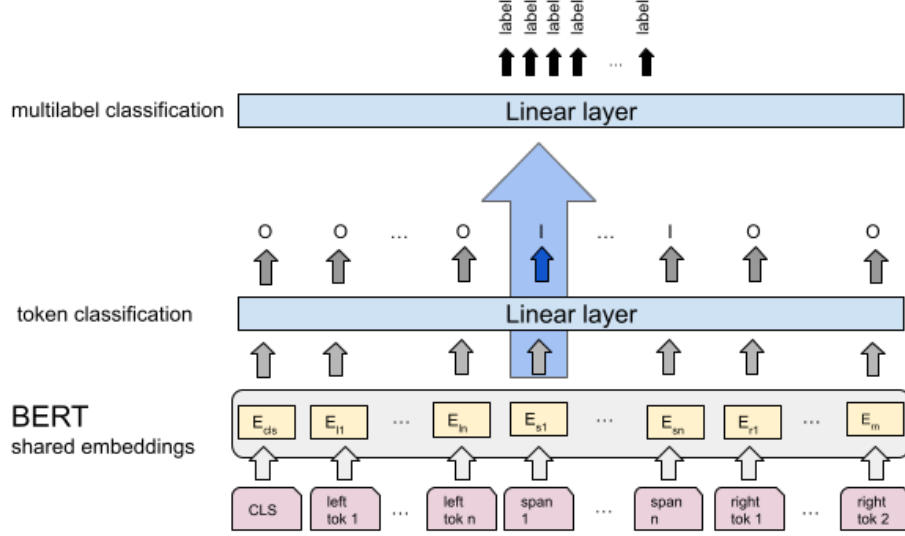 label label label label label
...
multilabel classification
Linear layer
O O ... O I ... I O O
token classification
Linear layer
BERT
shared embeddings
E_cls E_l1 ... E_ln E_s1 ... E_sn E_r1 ... E_rn
CLS
left tok 1
...
left tok n
span 1
...
span n
right tok 1
...
right tok 2